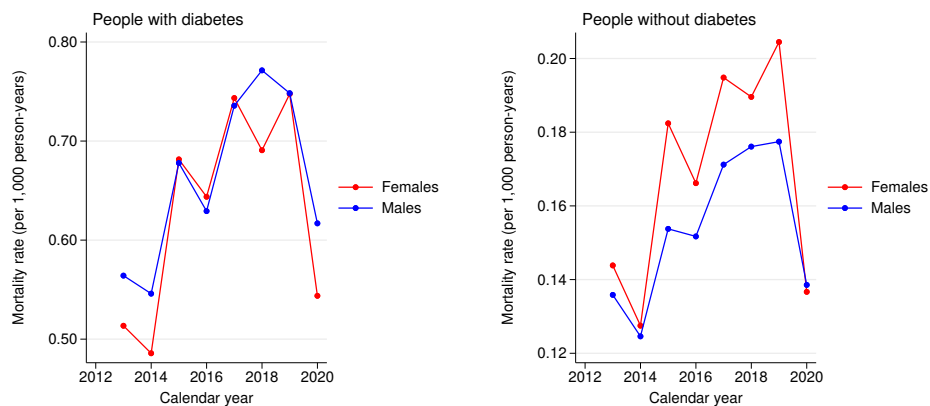 People with diabetes
Mortality rate (per 1,000 person-years)
0.80
0.70
0.60
0.50
2012 2014 2016 2018 2020
Calendar year
Females
Males
People without diabetes
Mortality rate (per 1,000 person-years)
0.20
0.18
0.16
0.14
0.12
2012 2014 2016 2018 2020
Calendar year
Females
Males